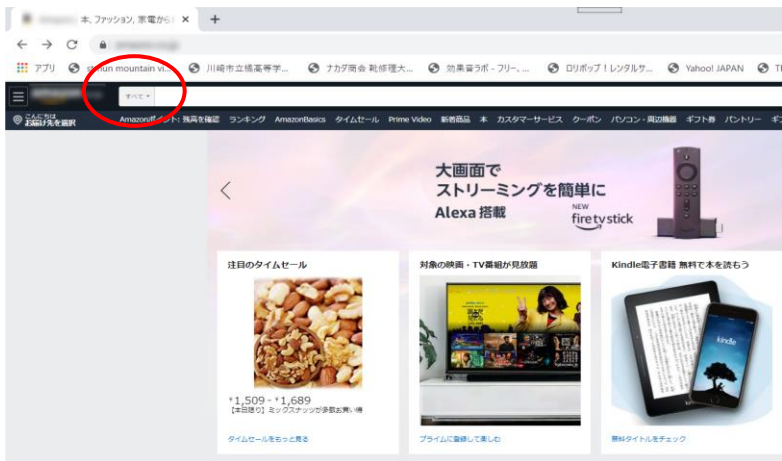 本, ファッション, 家電から
アプリ
mountain vi...
川崎市立橘高等学...
ナカダ商会 靴修理大...
効果音ラボ - フリー。...
ロリポップ！レンタルサ...
Yahoo! JAPAN
すべて
こんにちは
お届け先を選択
Amazonポイント: 残高を確認
ランキング
AmazonBasics
タイムセール
Prime Video
新着商品
本
カスタマーサービス
クーポン
パソコン・周辺機器
ギフト券
パントリー
大画面で
ストリーミングを簡単に
Alexa 搭載
NEW
fire tv stick
注目のタイムセール
対象の映画・TV番組が見放題
Kindle電子書籍 無料で本を読もう
kindle
¥1,509 - ¥1,689
【本日限り】ミックスナッツが多数お買い得
タイムセールをもっと見る
プライムに登録して楽しむ
無料タイトルをチェック